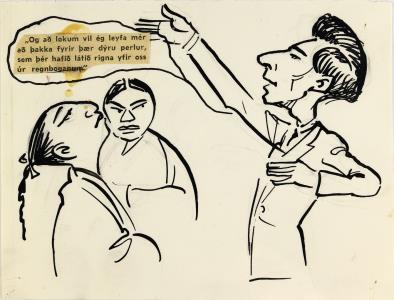 „Og að lokum vil ég leyfa mér
að þakka fyrir þær dýru perlur,
sem þér hafið látið rigna yfir oss
úr regnboganum“